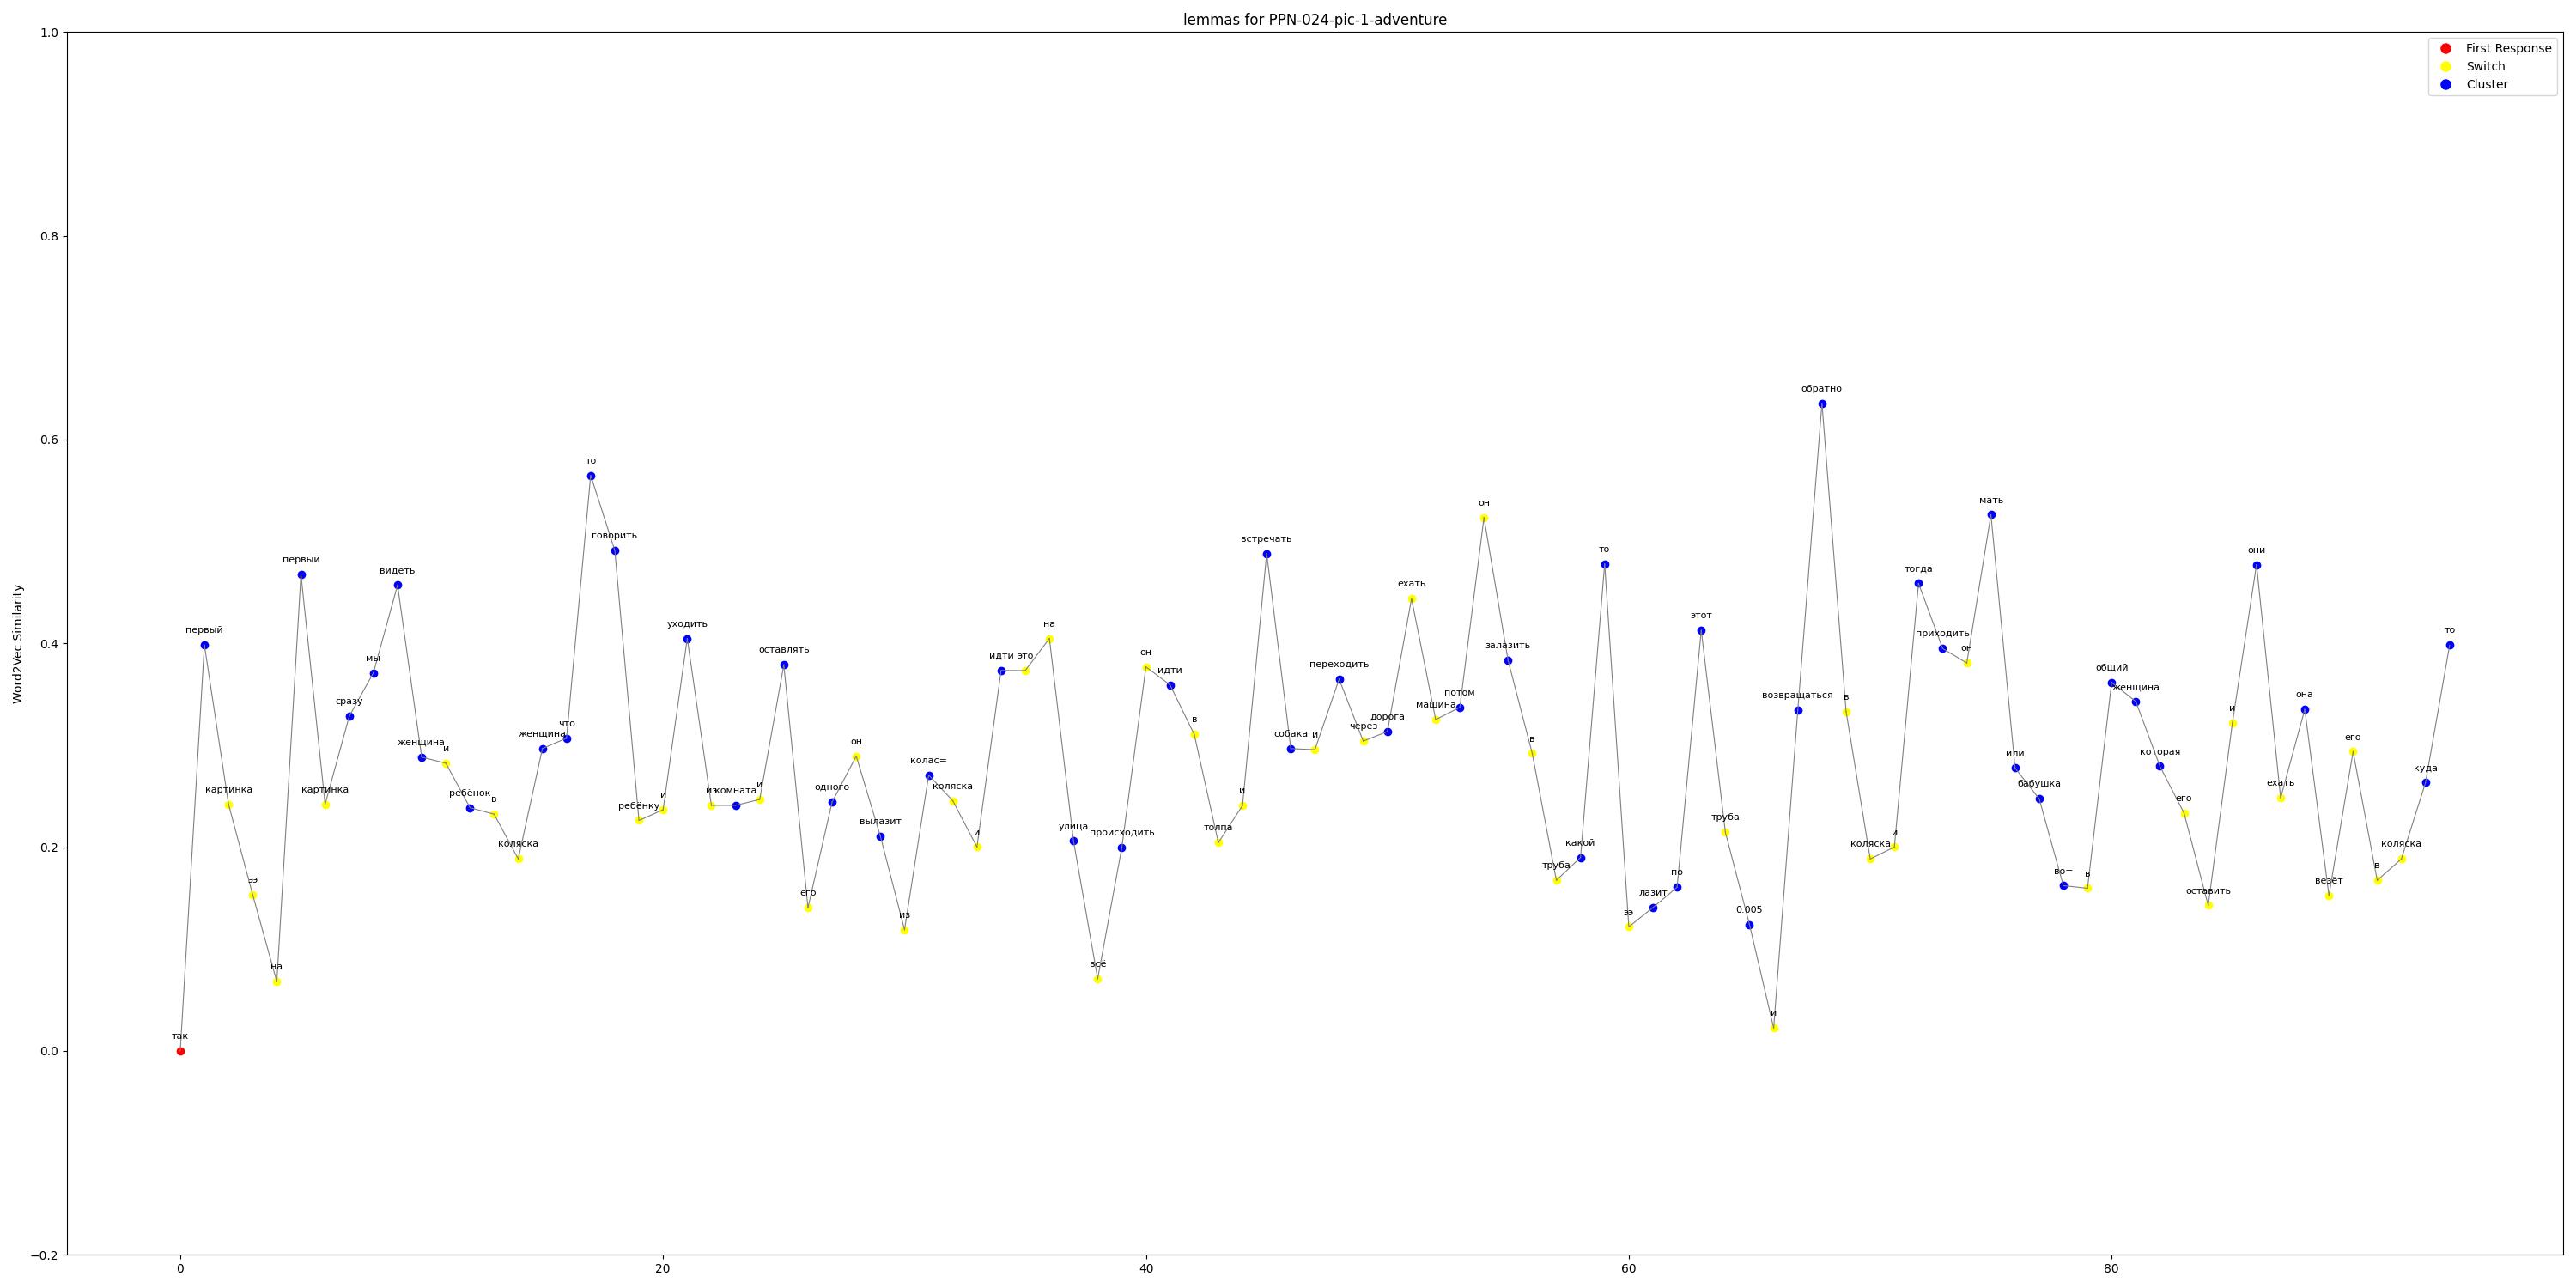 lemmas for PPN-024-pic-1-adventure
1.0
0.8
0.6
0.4
0.2
0.0
−0.2
Word2Vec Similarity
0
20
40
60
80
First Response
Switch
Cluster
так
первый
картинка
ээ
на
первый
картинка
сразу
мы
видеть
женщина
и
ребёнок
в
коляска
женщина
что
то
говорить
ребёнку
и
уходить
из
комната
и
оставлять
его
одного
он
вылазит
из
колас=
коляска
и
идти
это
на
улица
всё
происходить
он
идти
в
толпа
и
встречать
собака
и
переходить
через
дорога
ехать
машина
потом
он
залазить
в
труба
какой
то
ээ
лазит
по
этот
труба
0.005
и
возвращаться
обратно
в
коляска
и
тогда
приходить
он
мать
или
бабушка
во=
в
общий
женщина
которая
его
оставить
и
они
ехать
она
везёт
его
в
коляска
куда
то